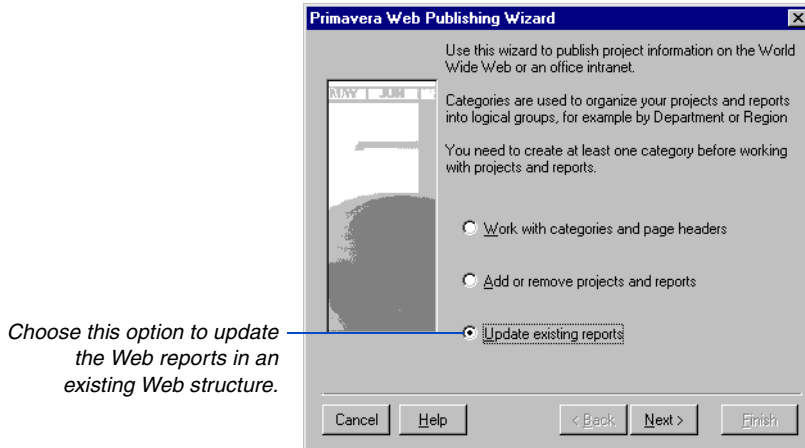 Primavera Web Publishing Wizard
Use this wizard to publish project information on the World
Wide Web or an office intranet.
MAY JUN
Categories are used to organize your projects and reports
into logical groups, for example by Department or Region
You need to create at least one category before working
with projects and reports.
Work with categories and page headers
Add or remove projects and reports
Update existing reports
Choose this option to update
the Web reports in an
existing Web structure.
Cancel Help < Back Next > Finish